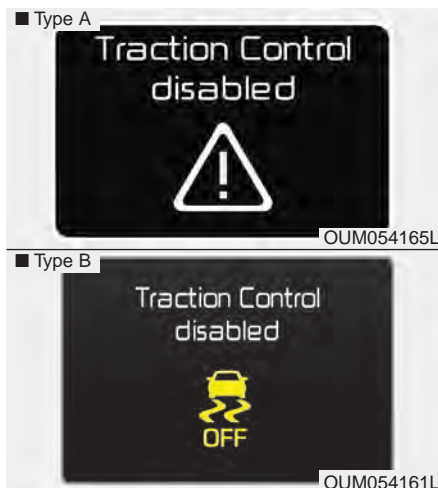 ■ Type A
Traction Control
disabled
OUM054165L
■ Type B
Traction Control
disabled
OFF
OUM054161L